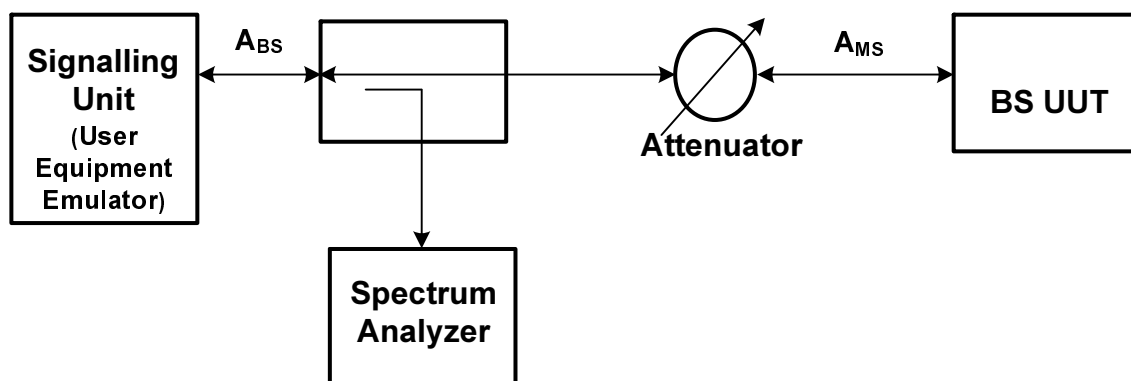 Signalling
Unit
(User
Equipment
Emulator)
ABS
Attenuator
AMS
BS UUT
Spectrum
Analyzer